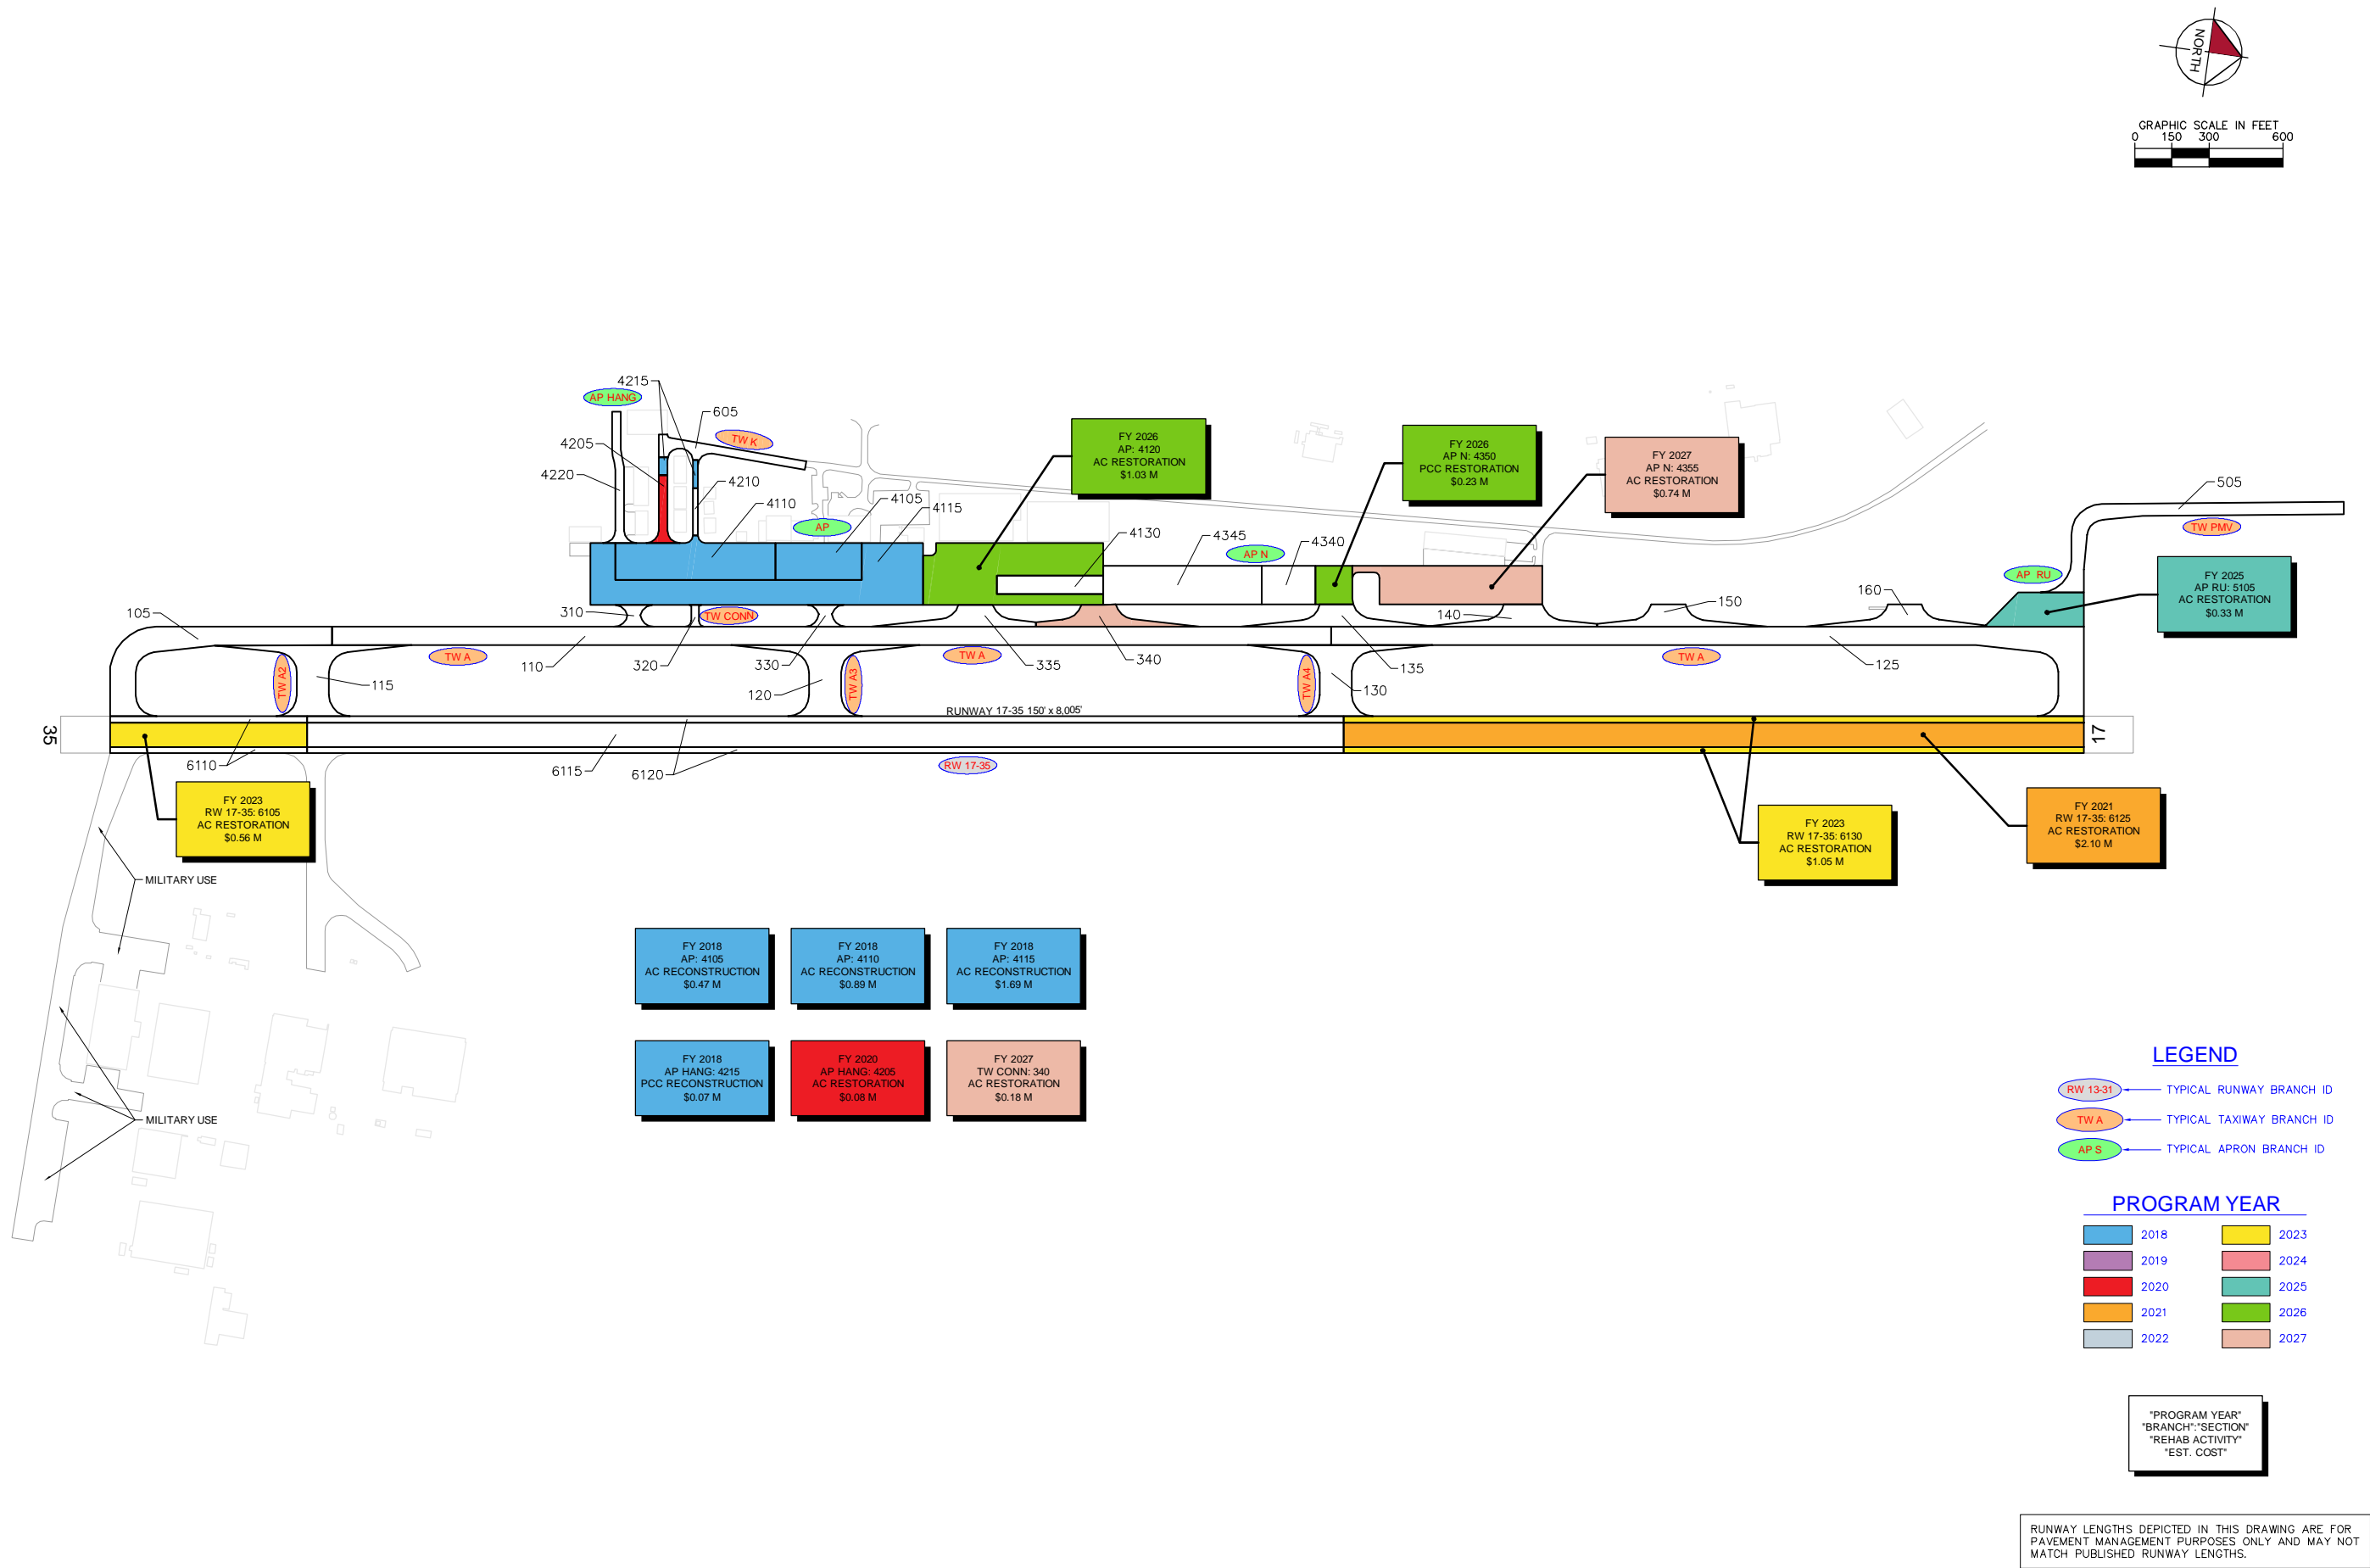 NORTH
GRAPHIC SCALE IN FEET
0 150 300 600
4215
AP HANG
605
TW K
4205
4220
4210
4110
AP
4105
4115
FY 2026
AP: 4120
AC RESTORATION
$1.03 M
FY 2026
AP N: 4350
PCC RESTORATION
$0.23 M
FY 2027
AP N: 4355
AC RESTORATION
$0.74 M
505
TW PMV
4130
4345
AP N
4340
AP RU
FY 2025
AP RU: 5105
AC RESTORATION
$0.33 M
105
310
TW CONN
140
150
160
110
320
330
335
340
135
125
TW A
TW A
TW A
TW A2
115
120
TW A3
TW A4
130
RUNWAY 17-35 150' x 8,005'
35
17
6110
6115
6120
RW 17-35
FY 2023
RW 17-35: 6105
AC RESTORATION
$0.56 M
FY 2023
RW 17-35: 6130
AC RESTORATION
$1.05 M
FY 2021
RW 17-35: 6125
AC RESTORATION
$2.10 M
MILITARY USE
FY 2018
AP: 4105
AC RECONSTRUCTION
$0.47 M
FY 2018
AP: 4110
AC RECONSTRUCTION
$0.89 M
FY 2018
AP: 4115
AC RECONSTRUCTION
$1.69 M
FY 2018
AP HANG: 4215
PCC RECONSTRUCTION
$0.07 M
FY 2020
AP HANG: 4205
AC RESTORATION
$0.08 M
FY 2027
TW CONN: 340
AC RESTORATION
$0.18 M
MILITARY USE
LEGEND
RW 13-31 TYPICAL RUNWAY BRANCH ID
TW A TYPICAL TAXIWAY BRANCH ID
AP S TYPICAL APRON BRANCH ID
PROGRAM YEAR
2018 2023
2019 2024
2020 2025
2021 2026
2022 2027
"PROGRAM YEAR"
"BRANCH":"SECTION"
"REHAB ACTIVITY"
"EST. COST"
RUNWAY LENGTHS DEPICTED IN THIS DRAWING ARE FOR
PAVEMENT MANAGEMENT PURPOSES ONLY AND MAY NOT
MATCH PUBLISHED RUNWAY LENGTHS.